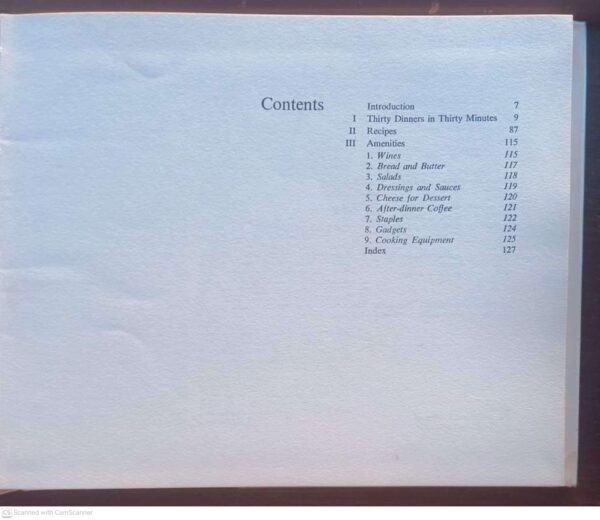 Contents
Introduction 7
I Thirty Dinners in Thirty Minutes 9
II Recipes 87
III Amenities 115
1. Wines 115
2. Bread and Butter 117
3. Salads 118
4. Dressings and Sauces 119
5. Cheese for Dessert 120
6. After-dinner Coffee 121
7. Staples 122
8. Gadgets 124
9. Cooking Equipment 125
Index 127
CS Scanned with CamScanner